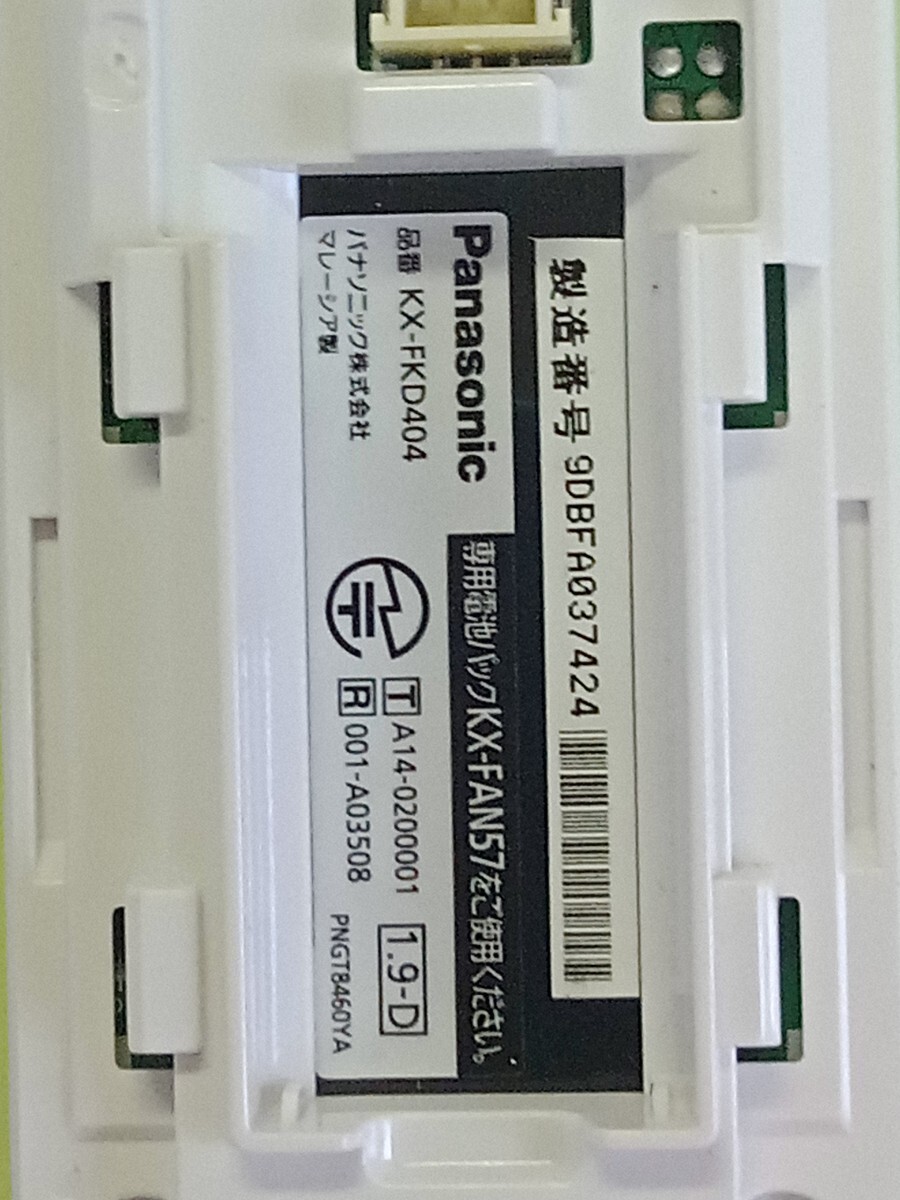 製造番号 9DBFA037424
Panasonic
専用電池パックKX-FAN57をご使用ください。
品番 KX-FKD404
T A14-0200001
1.9-D
パナソニック株式会社
R 001-A03508
マレーシア製
PNGT8460YA